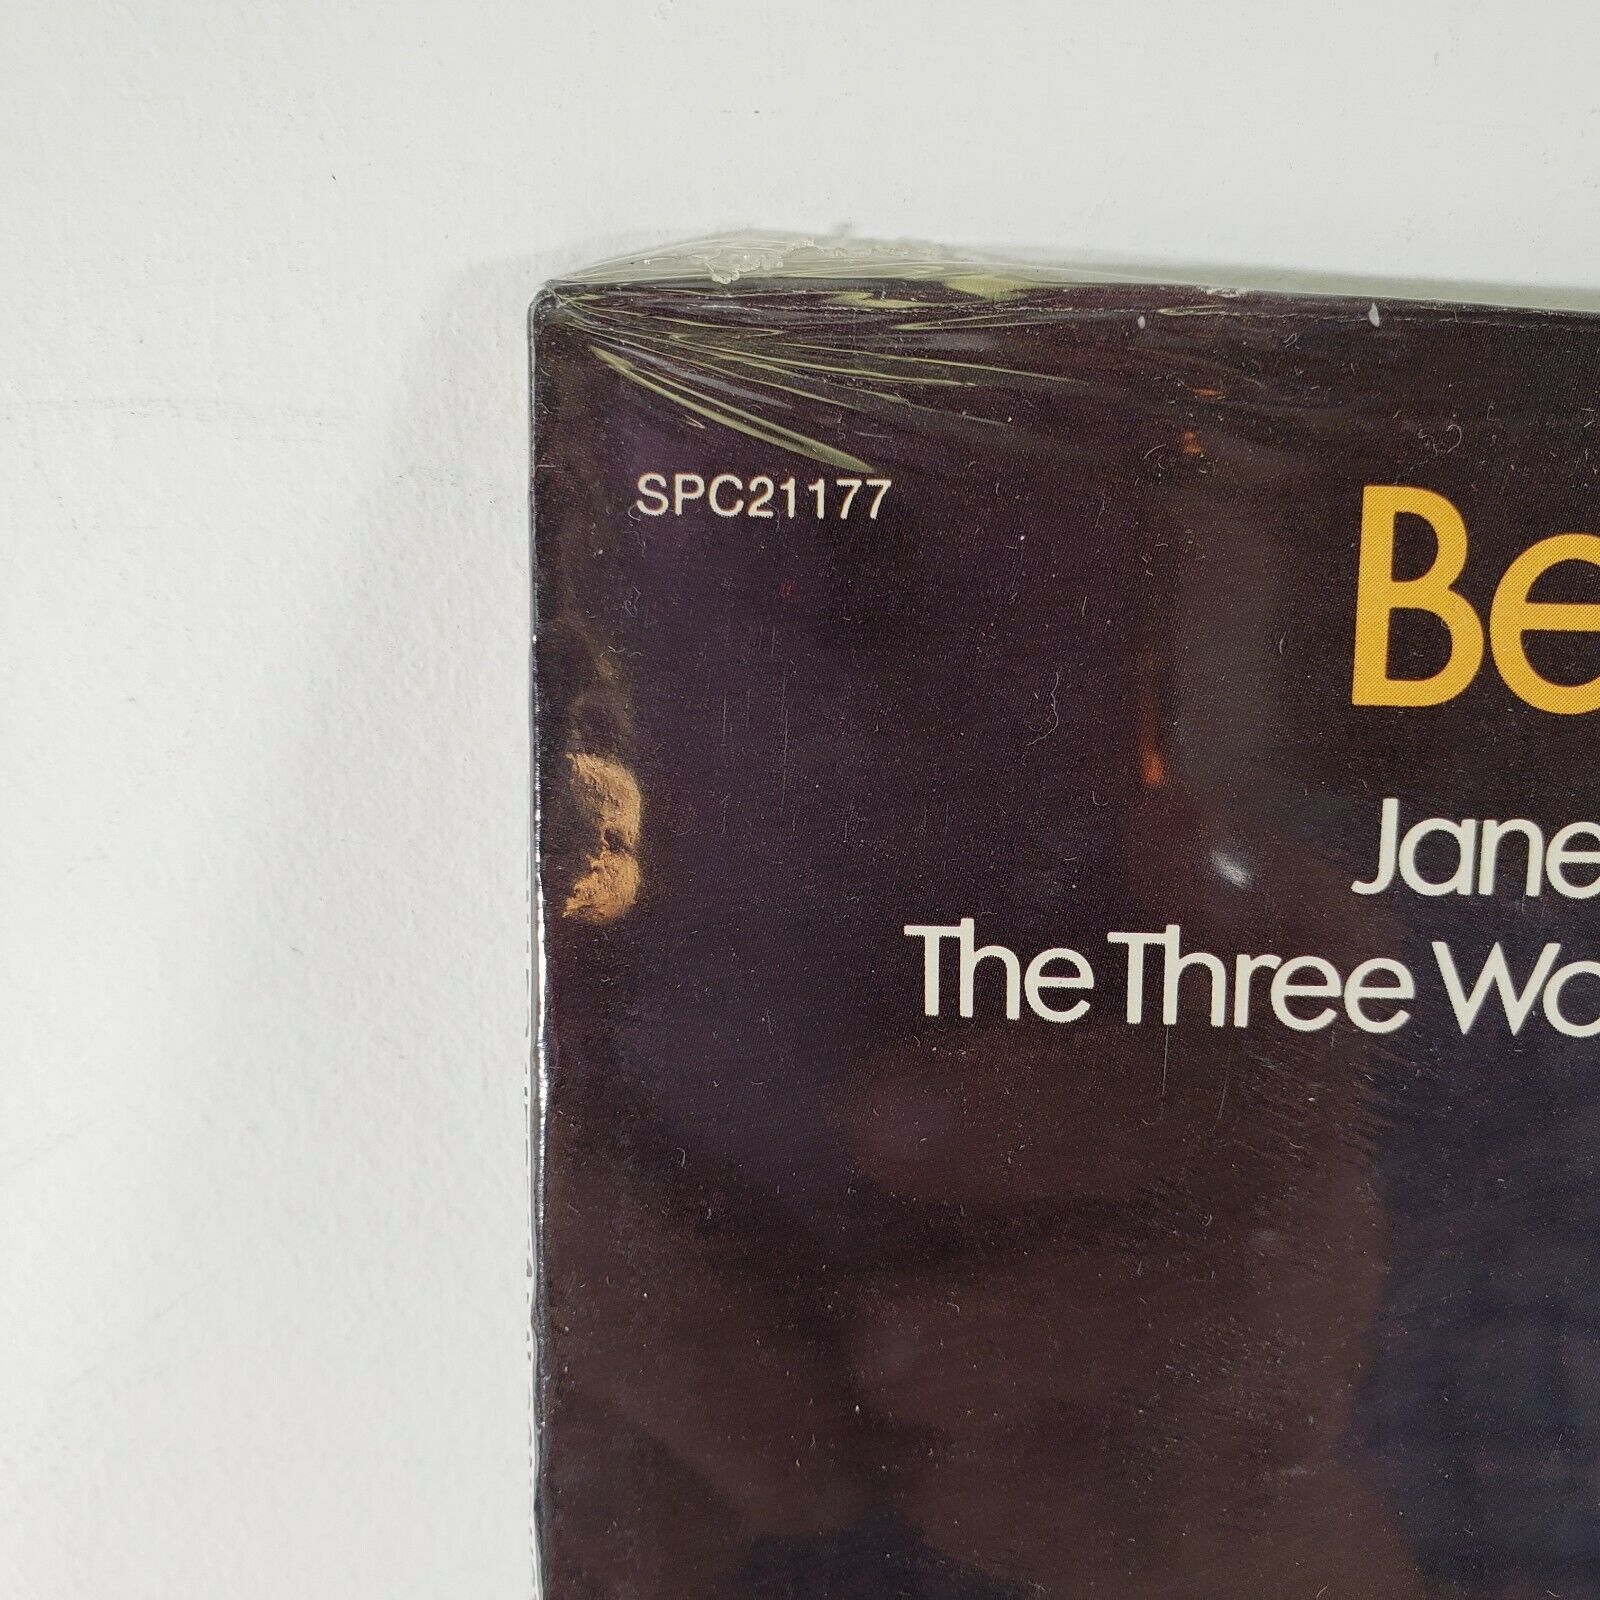 SPC21177
Be
Jane
The Three Wo